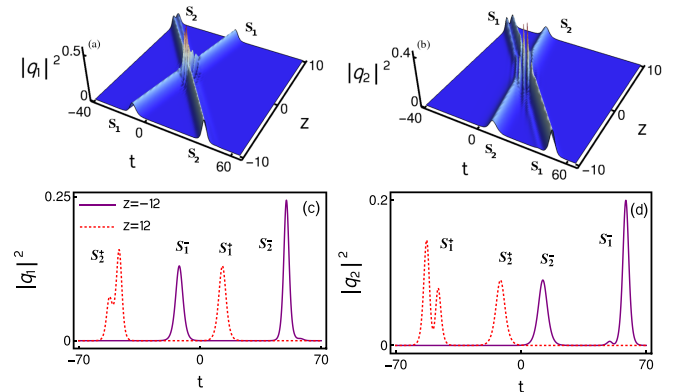 S₂ S₁
(a)
0.5
|q₁|²
0
-40
S₁
0
t
S₂
60
-10
0
Z
10
S₁ S₂
(b)
0.4
|q₂|²
0
-40
0
t
S₂
S₁
60
-10
0
Z
10
0.25
z=−12
z=12
(c)
S₂⁺ S₁⁻ S₁⁺ S₂⁻
|q₁|²
0
−70 0 70
t
0.2
(d)
S₁⁺ S₂⁺ S₂⁻ S₁⁻
|q₂|²
0
−70 0 70
t